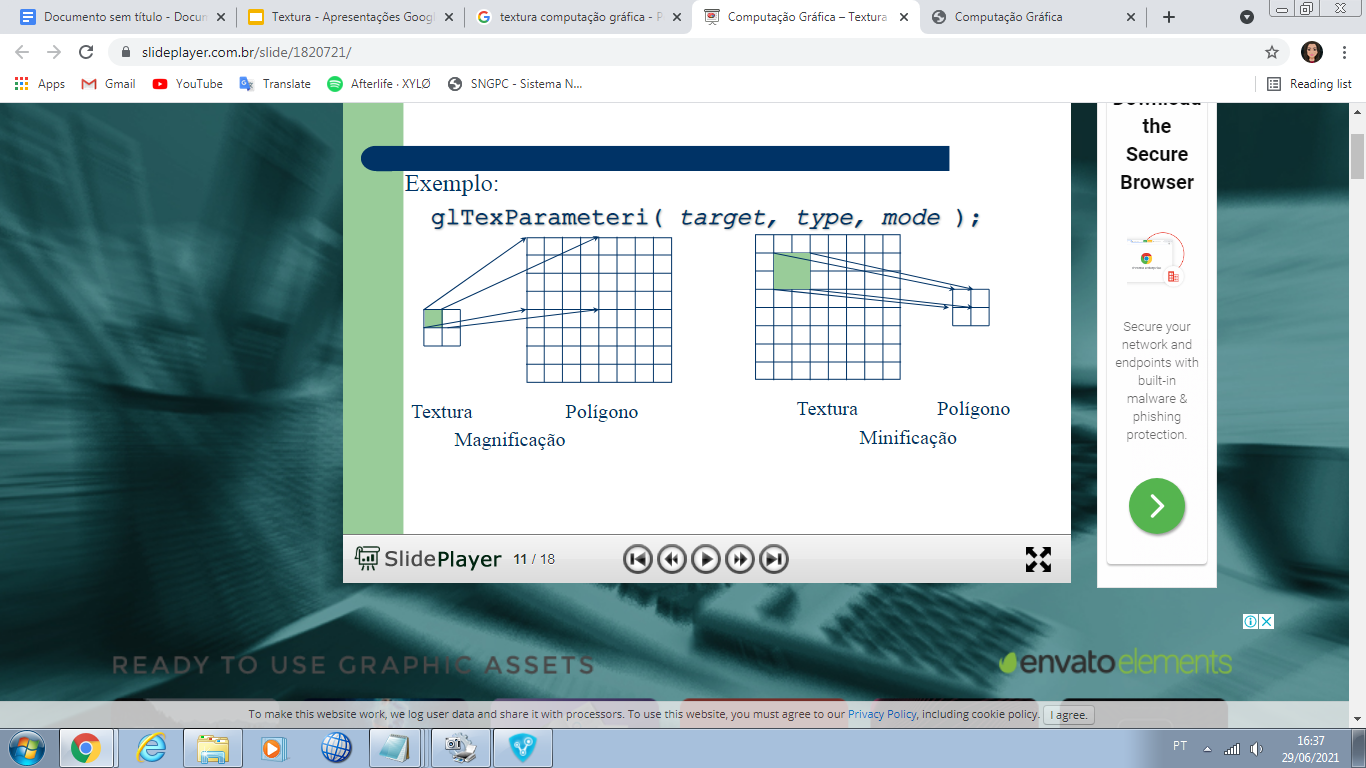 Documento sem título - Docun
Textura - Apresentações Googl
textura computação gráfica - P
Computação Gráfica – Textura
Computação Gráfica
slideplayer.com.br/slide/1820721/
Apps
Gmail
YouTube
Translate
Afterlife · XYLØ
SNGPC - Sistema N...
Reading list
Exemplo:
glTexParameteri( target, type, mode );
Textura
Polígono
Magnificação
Textura
Polígono
Minificação
SlidePlayer
11 / 18
Download
the
Secure
Browser
Secure your
network and
endpoints with
built-in
malware &
phishing
protection.
READY TO USE GRAPHIC ASSETS
envatoelements
To make this website work, we log user data and share it with processors. To use this website, you must agree to our Privacy Policy, including cookie policy.
I agree.
PT
16:37
29/06/2021